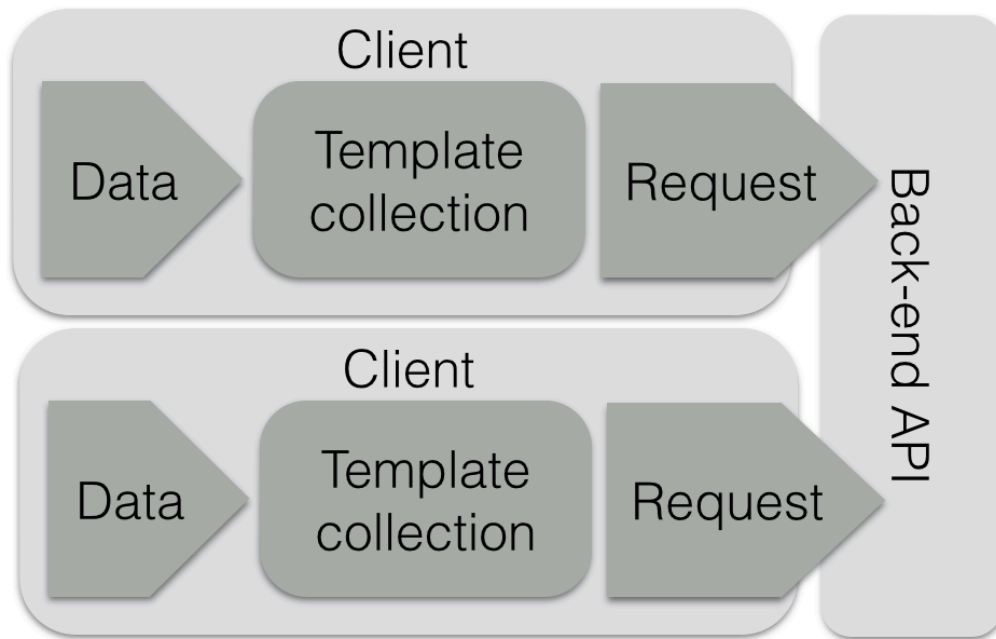 Client
Data
Template
collection
Request
Client
Data
Template
collection
Request
Back-end API